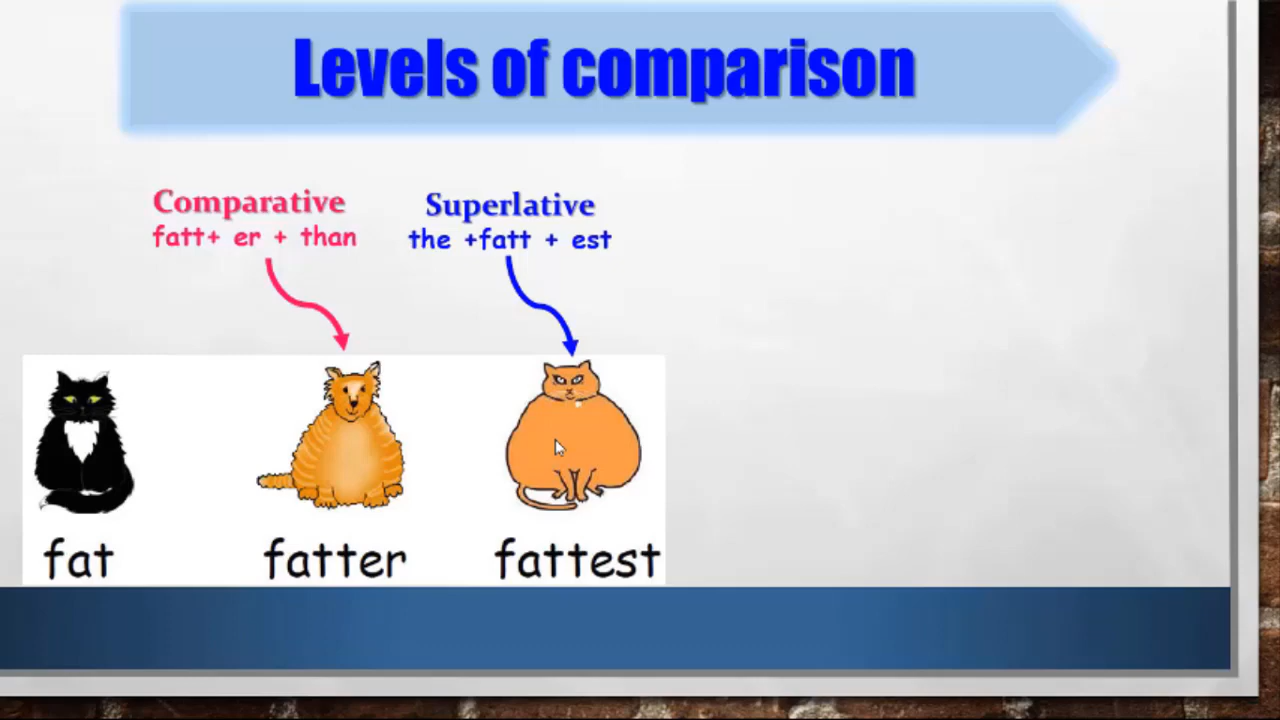 Levels of comparison
Comparative
fatt+ er + than
Superlative
the +fatt + est
fat
fatter
fattest